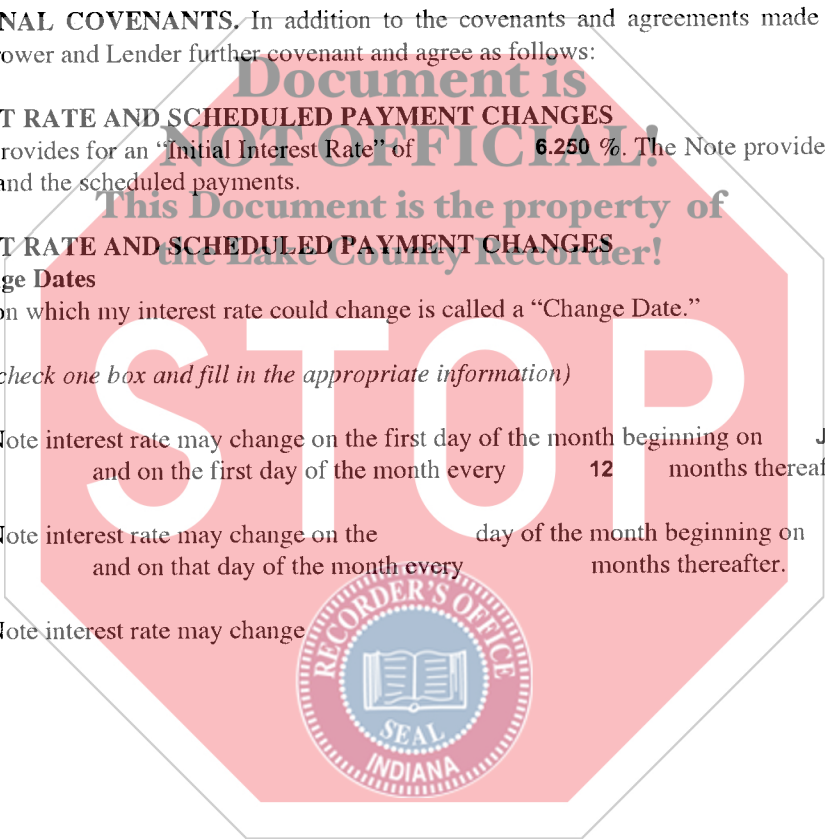 NAL COVENANTS. In addition to the covenants and agreements made
ower and Lender further covenant and agree as follows:
Document is
T RATE AND SCHEDULED PAYMENT CHANGES
NOT OFFICIAL!
rovides for an “Initial Interest Rate” of 6.250 %. The Note provide
and the scheduled payments.
This Document is the property of
T RATE AND SCHEDULED PAYMENT CHANGES
the Lake County Recorder!
ge Dates
on which my interest rate could change is called a “Change Date.”
STOP
check one box and fill in the appropriate information)
Note interest rate may change on the first day of the month beginning on J
and on the first day of the month every 12 months thereaf
Note interest rate may change on the day of the month beginning on
and on that day of the month every months thereafter.
Note interest rate may change
RECORDER'S OFFICE
SEAL
INDIANA